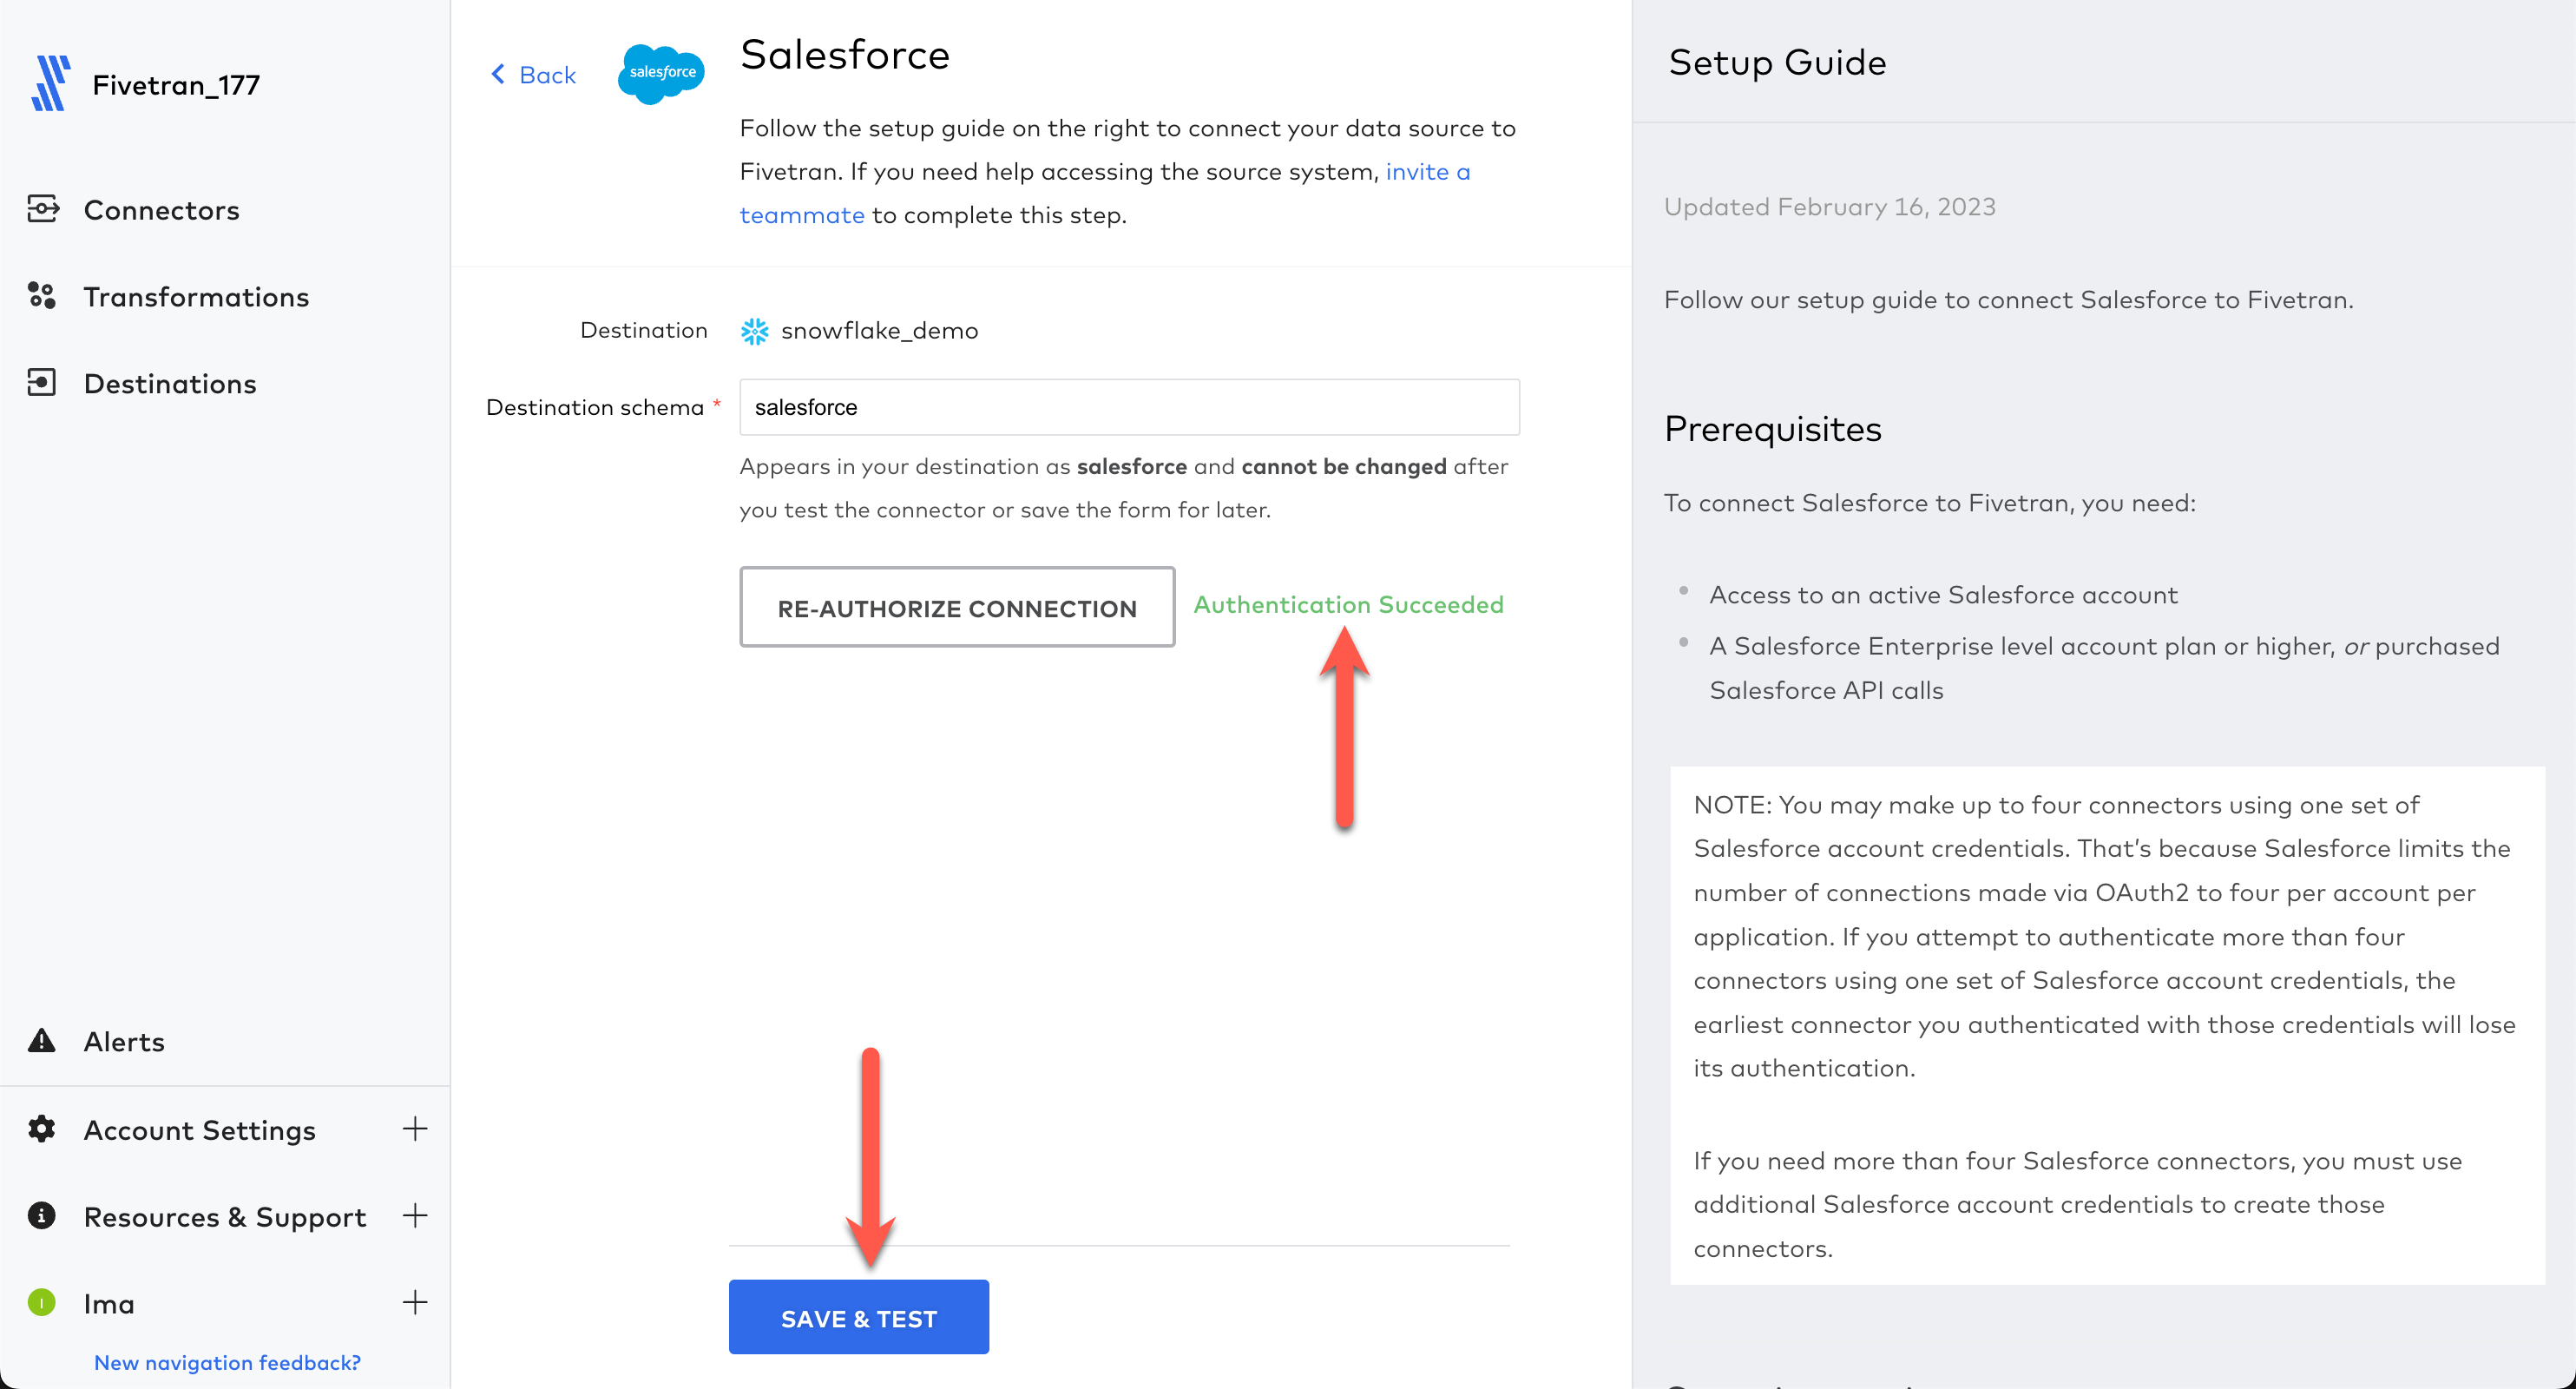 Fivetran_177
Connectors
Transformations
Destinations
Alerts
Account Settings
Resources & Support
I
Ima
New navigation feedback?
Back
salesforce
Salesforce
Follow the setup guide on the right to connect your data source to
Fivetran. If you need help accessing the source system, invite a
teammate to complete this step.
Destination
snowflake_demo
Destination schema *
salesforce
Appears in your destination as salesforce and cannot be changed after
you test the connector or save the form for later.
RE-AUTHORIZE CONNECTION
Authentication Succeeded
SAVE & TEST
Setup Guide
Updated February 16, 2023
Follow our setup guide to connect Salesforce to Fivetran.
Prerequisites
To connect Salesforce to Fivetran, you need:
• Access to an active Salesforce account
• A Salesforce Enterprise level account plan or higher, or purchased
Salesforce API calls
NOTE: You may make up to four connectors using one set of
Salesforce account credentials. That’s because Salesforce limits the
number of connections made via OAuth2 to four per account per
application. If you attempt to authenticate more than four
connectors using one set of Salesforce account credentials, the
earliest connector you authenticated with those credentials will lose
its authentication.
If you need more than four Salesforce connectors, you must use
additional Salesforce account credentials to create those
connectors.